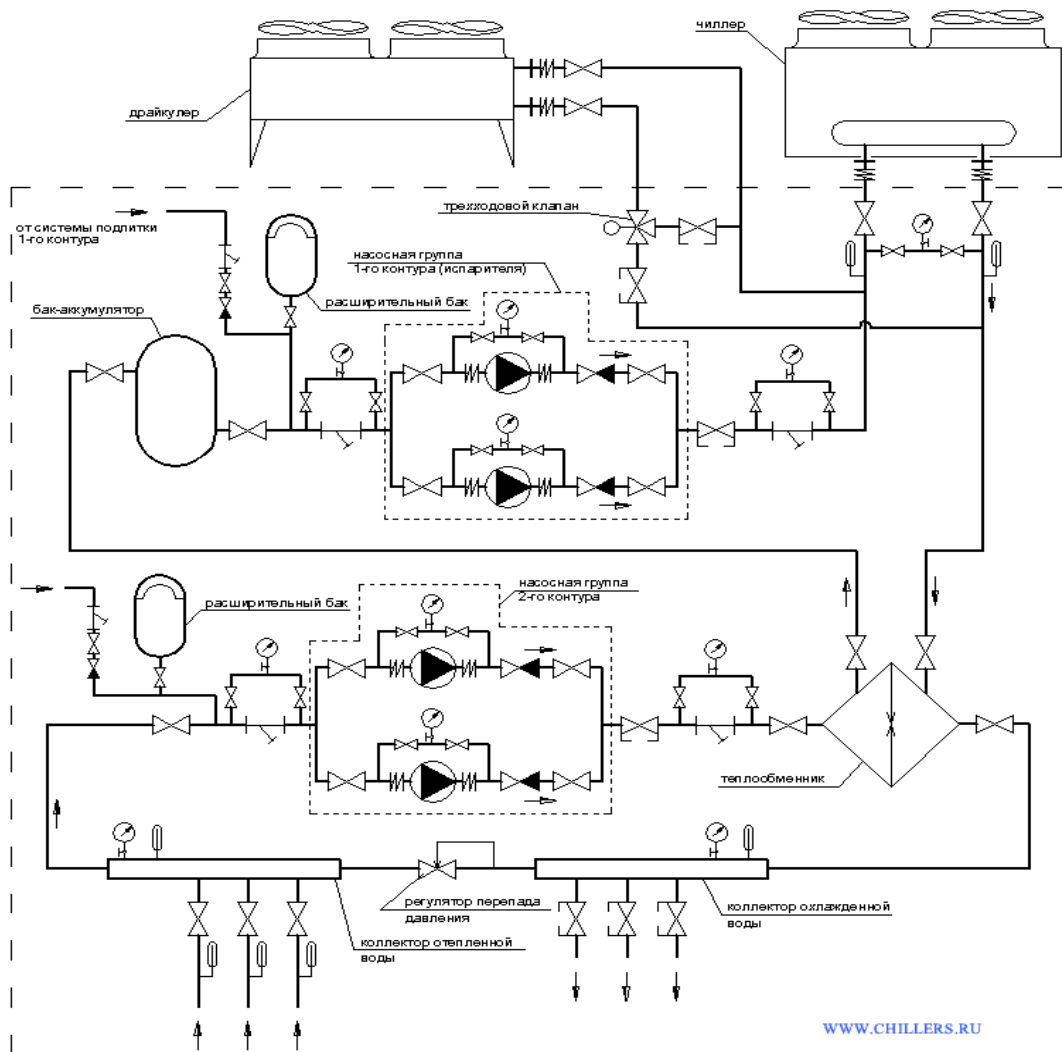 чиллер
драйкулер
трехходовой клапан
от системы подпитки
1-го контура
насосная группа
1-го контура (испарителя)
расширительный бак
бак-аккумулятор
насосная группа
2-го контура
расширительный бак
теплообменник
регулятор перепада
давления
коллектор охлажденной
воды
коллектор отепленной
воды
WWW.CHILLERS.RU